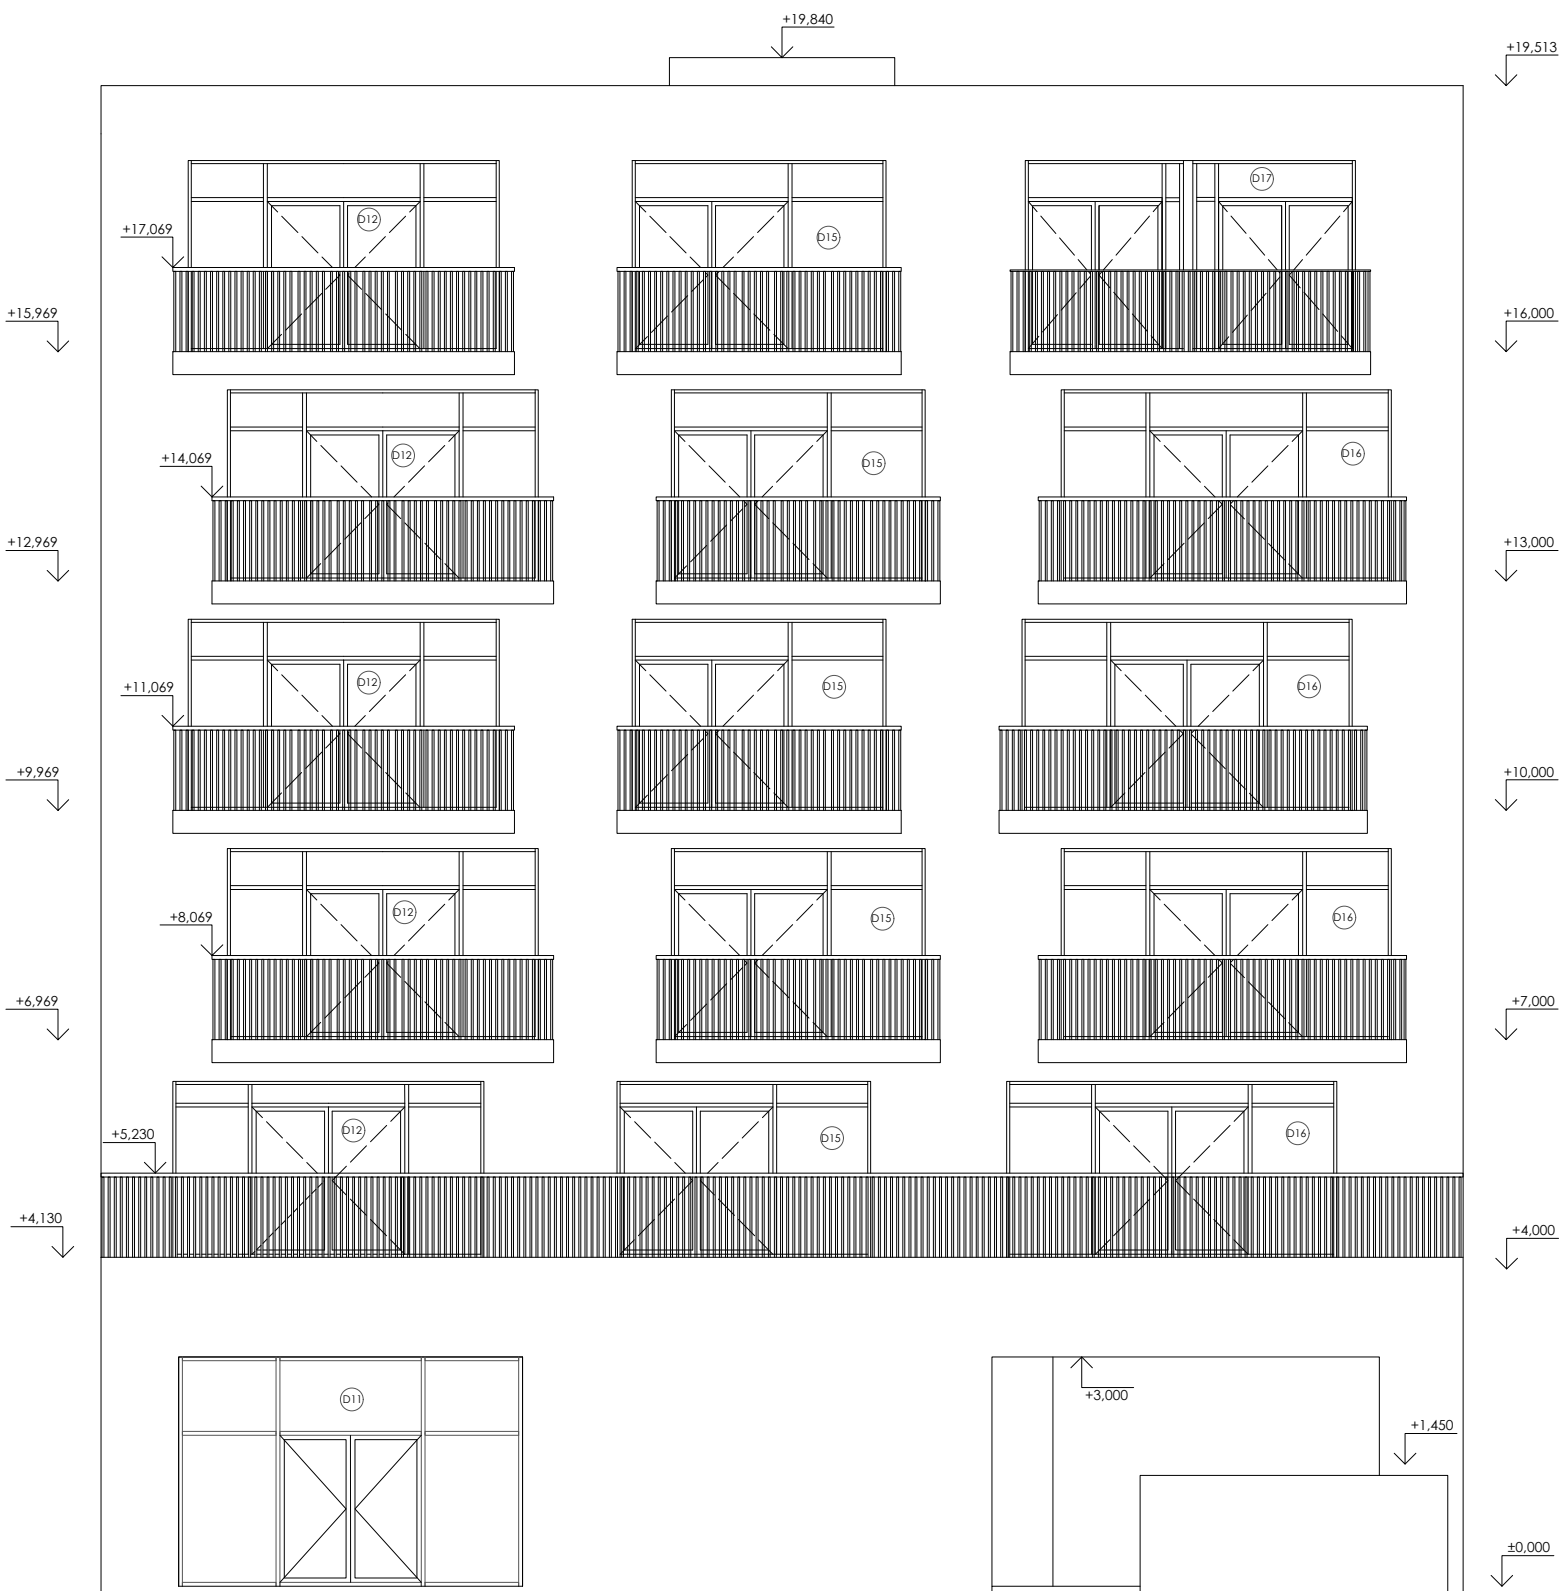 +19,840
+19,513
D17
D12
+17,069
D15
+15,969
+16,000
D12
D16
+14,069
D15
+12,969
+13,000
D12
D15
D16
+11,069
+9,969
+10,000
D12
+8,069
D15
D16
+6,969
+7,000
D12
+5,230
D15
D16
+4,130
+4,000
D11
+3,000
+1,450
±0,000